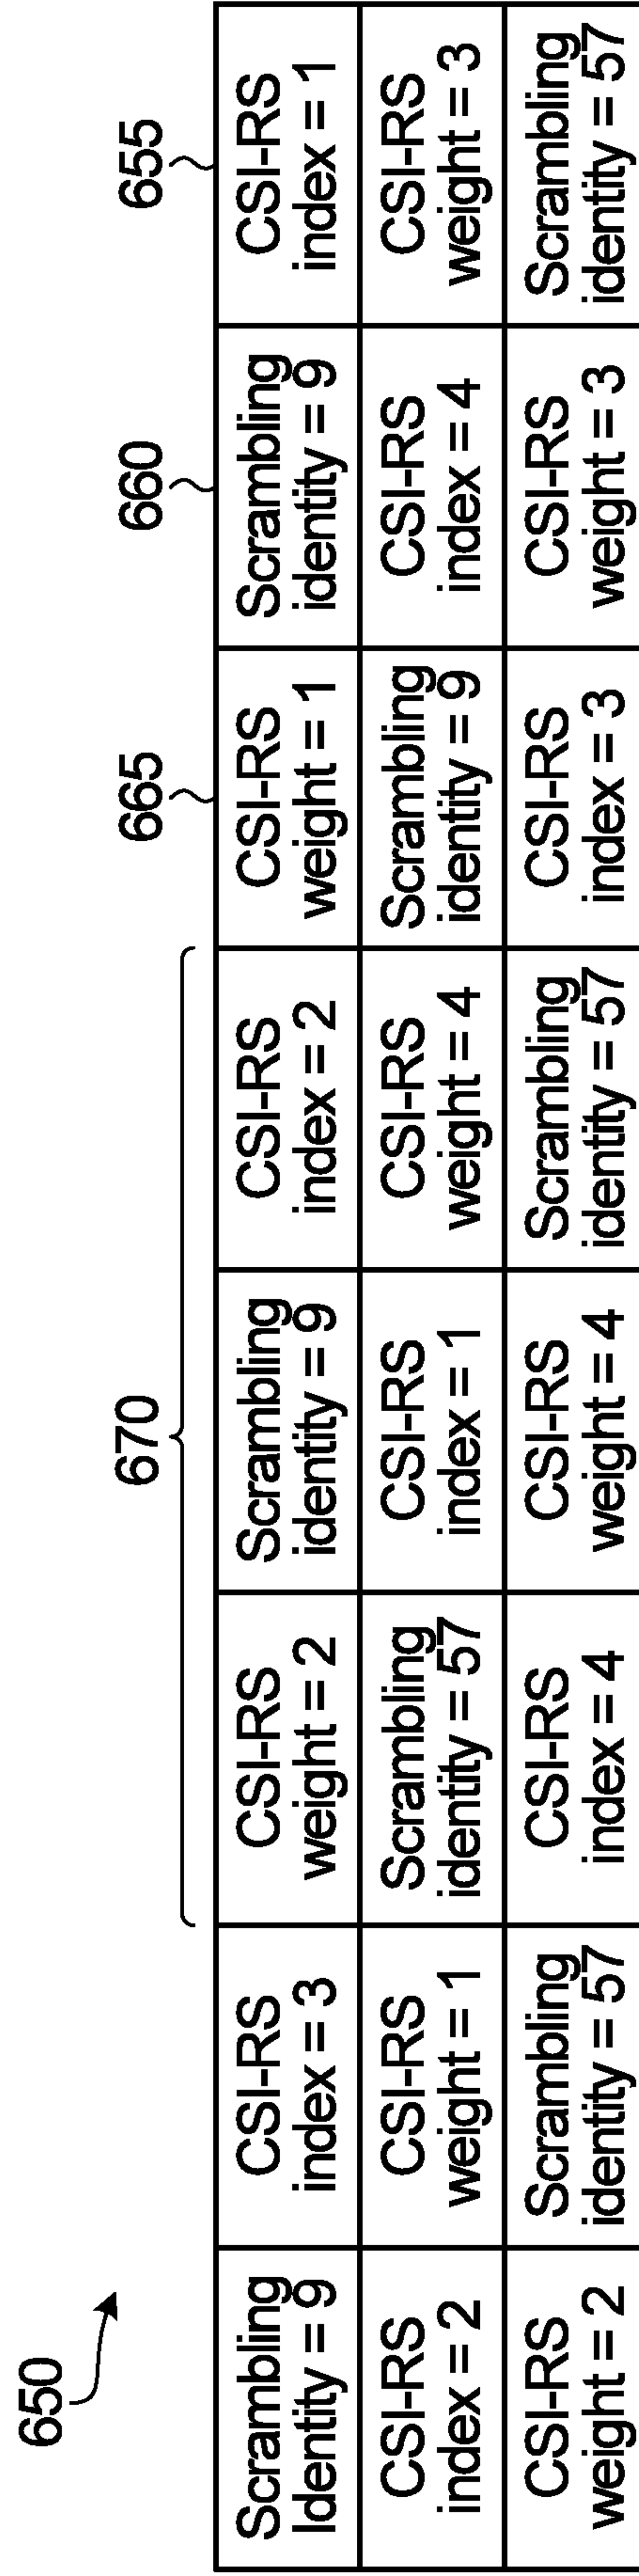 650
670
665
660
655
Scrambling
Identity = 9
CSI-RS
index = 3
CSI-RS
weight = 2
Scrambling
identity = 9
CSI-RS
index = 2
CSI-RS
weight = 1
Scrambling
identity = 9
CSI-RS
index = 1
CSI-RS
index = 2
CSI-RS
weight = 1
Scrambling
identity = 57
CSI-RS
index = 1
CSI-RS
weight = 4
Scrambling
identity = 9
CSI-RS
index = 4
CSI-RS
weight = 3
CSI-RS
weight = 2
Scrambling
identity = 57
CSI-RS
index = 4
CSI-RS
weight = 4
Scrambling
identity = 57
CSI-RS
index = 3
CSI-RS
weight = 3
Scrambling
identity = 57